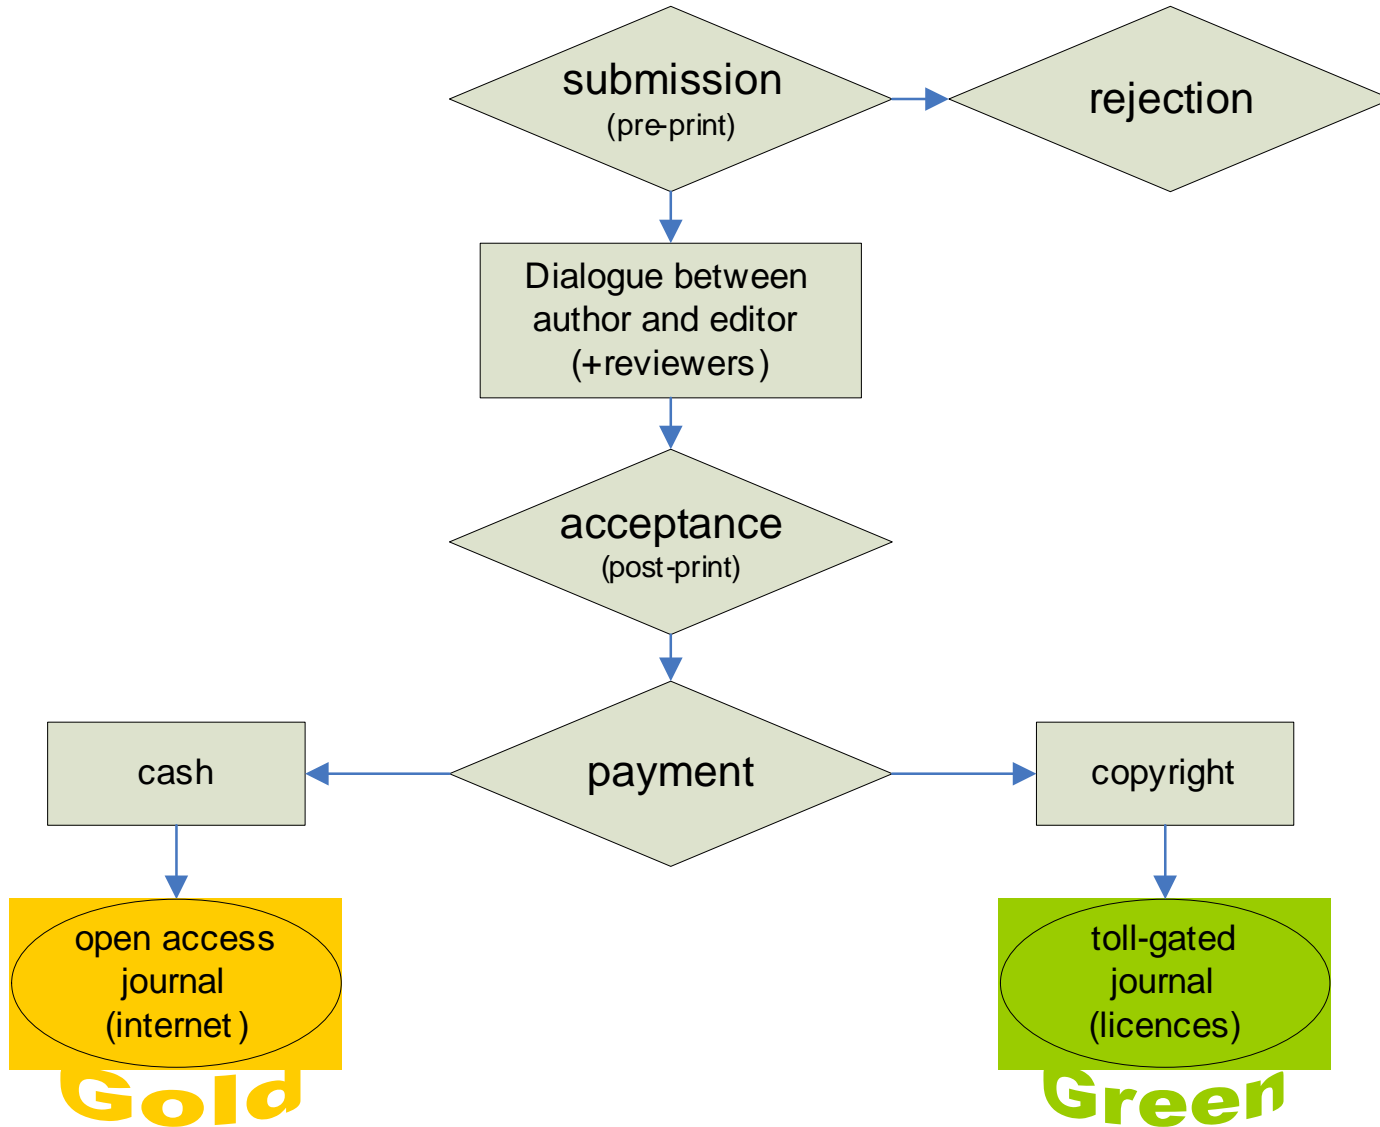 submission
(pre-print)
rejection
Dialogue between
author and editor
(+reviewers)
acceptance
(post-print)
cash
payment
copyright
open access
journal
(internet)
toll-gated
journal
(licences)
Gold
Green